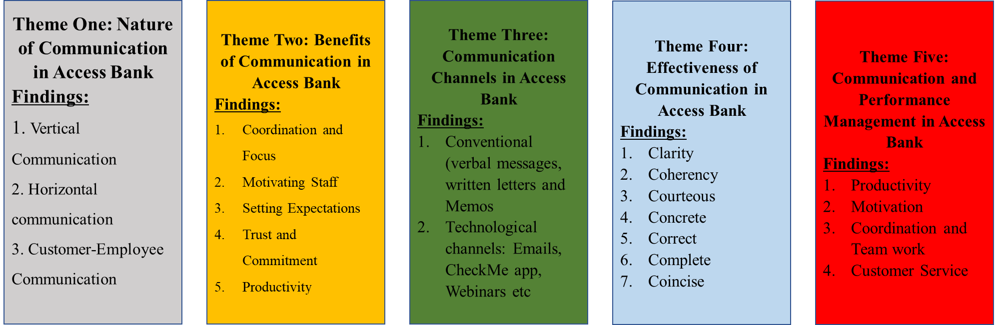 Theme One: Nature
of Communication
in Access Bank
Findings:
1. Vertical
Communication
2. Horizontal
communication
3. Customer-Employee
Communication
Theme Two: Benefits
of Communication in
Access Bank
Findings:
1. Coordination and
Focus
2. Motivating Staff
3. Setting Expectations
4. Trust and
Commitment
5. Productivity
Theme Three:
Communication
Channels in Access
Bank
Findings:
1. Conventional
(verbal messages,
written letters and
Memos
2. Technological
channels: Emails,
CheckMe app,
Webinars etc
Theme Four:
Effectiveness of
Communication in
Access Bank
Findings:
1. Clarity
2. Coherency
3. Courteous
4. Concrete
5. Correct
6. Complete
7. Coincise
Theme Five:
Communication and
Performance
Management in Access
Bank
Findings:
1. Productivity
2. Motivation
3. Coordination and
Team work
4. Customer Service